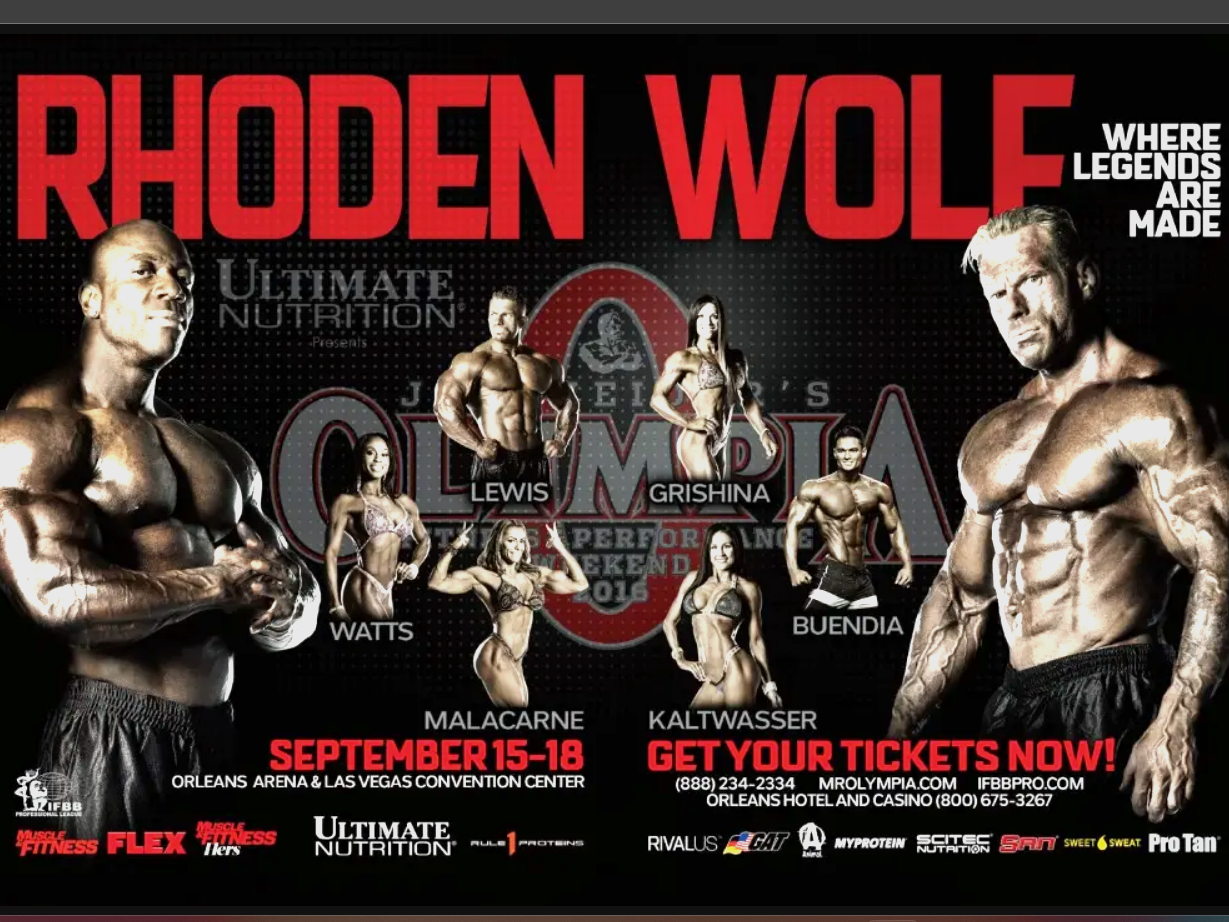 RHODEN WOLF
WHERE
LEGENDS
ARE
MADE
ULTIMATE
NUTRITION®
Presents
OLYMPIA
WEEKEND
2016
LEWIS
GRISHINA
WATTS
BUENDIA
MALACARNE
KALTWASSER
SEPTEMBER 15-18
ORLEANS ARENA & LAS VEGAS CONVENTION CENTER
GET YOUR TICKETS NOW!
(888) 234-2334 MROLYMPIA.COM IFBBPRO.COM
ORLEANS HOTEL AND CASINO (800) 675-3267
IFBB
PROFESSIONAL LEAGUE
MUSCLE & FITNESS
FLEX
MUSCLE & FITNESS Hers
ULTIMATE NUTRITION®
RULE 1 PROTEINS
RIVALUS
GAT
Animal
MYPROTEIN
SCITEC NUTRITION
SAN
SWEET SWEAT
Pro Tan